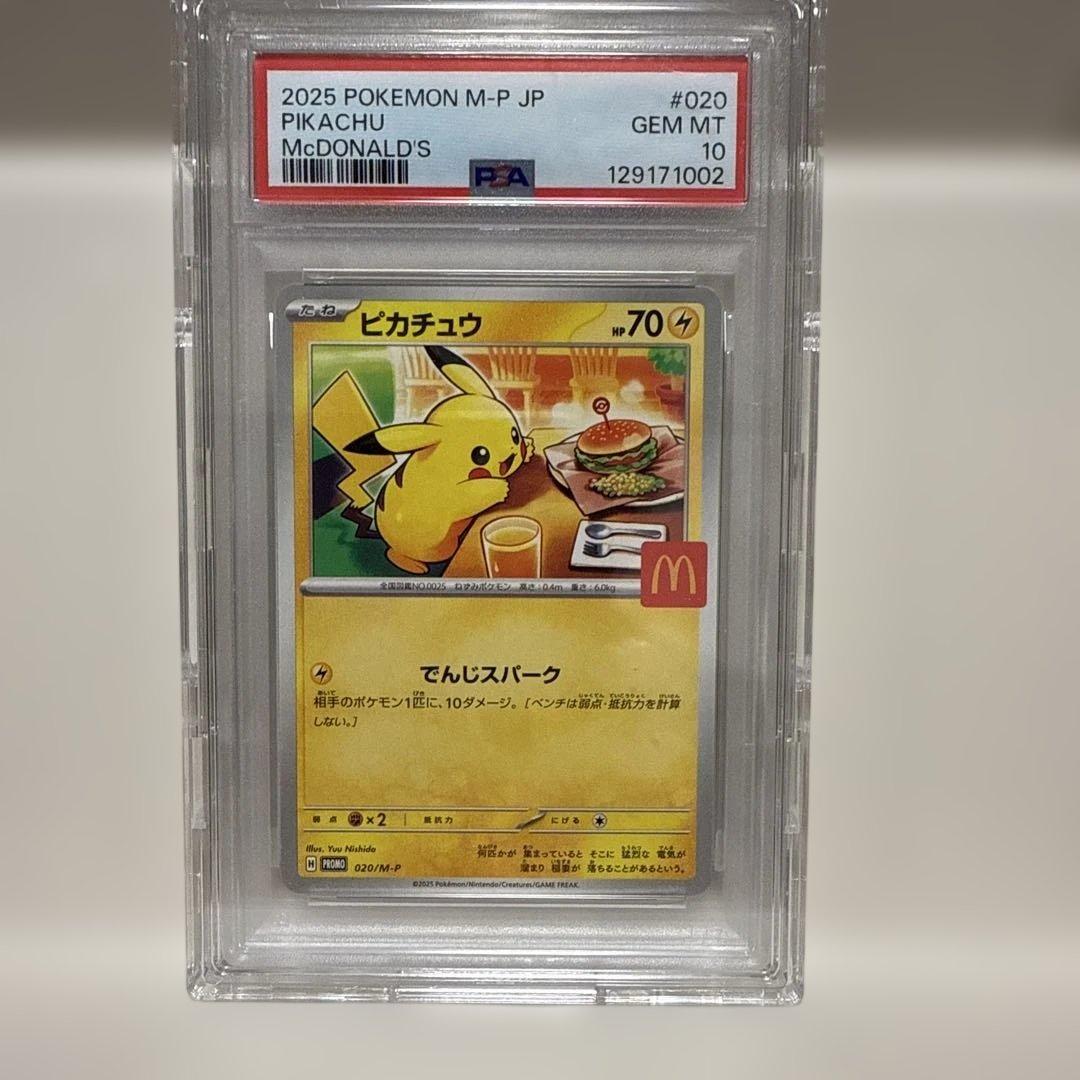 2025 POKEMON M-P JP #020
PIKACHU GEM MT
McDONALD'S 10
PSA 129171002
たね ピカチュウ HP70
M
全国図鑑NO.0025 ねずみポケモン 高さ:0.4m 重さ:6.0kg
でんじスパーク
相手のポケモン1匹に、10ダメージ。[ベンチは弱点・抵抗力を計算
しない。]
弱点 ×2 抵抗力 にげる
Illus. Yuu Nishida
何匹かが 集まっていると そこに 猛烈な 電気が
溜まり 稲妻が 落ちることがあるという。
H PROMO 020/M-P
©2025 Pokémon/Nintendo/Creatures/GAME FREAK.